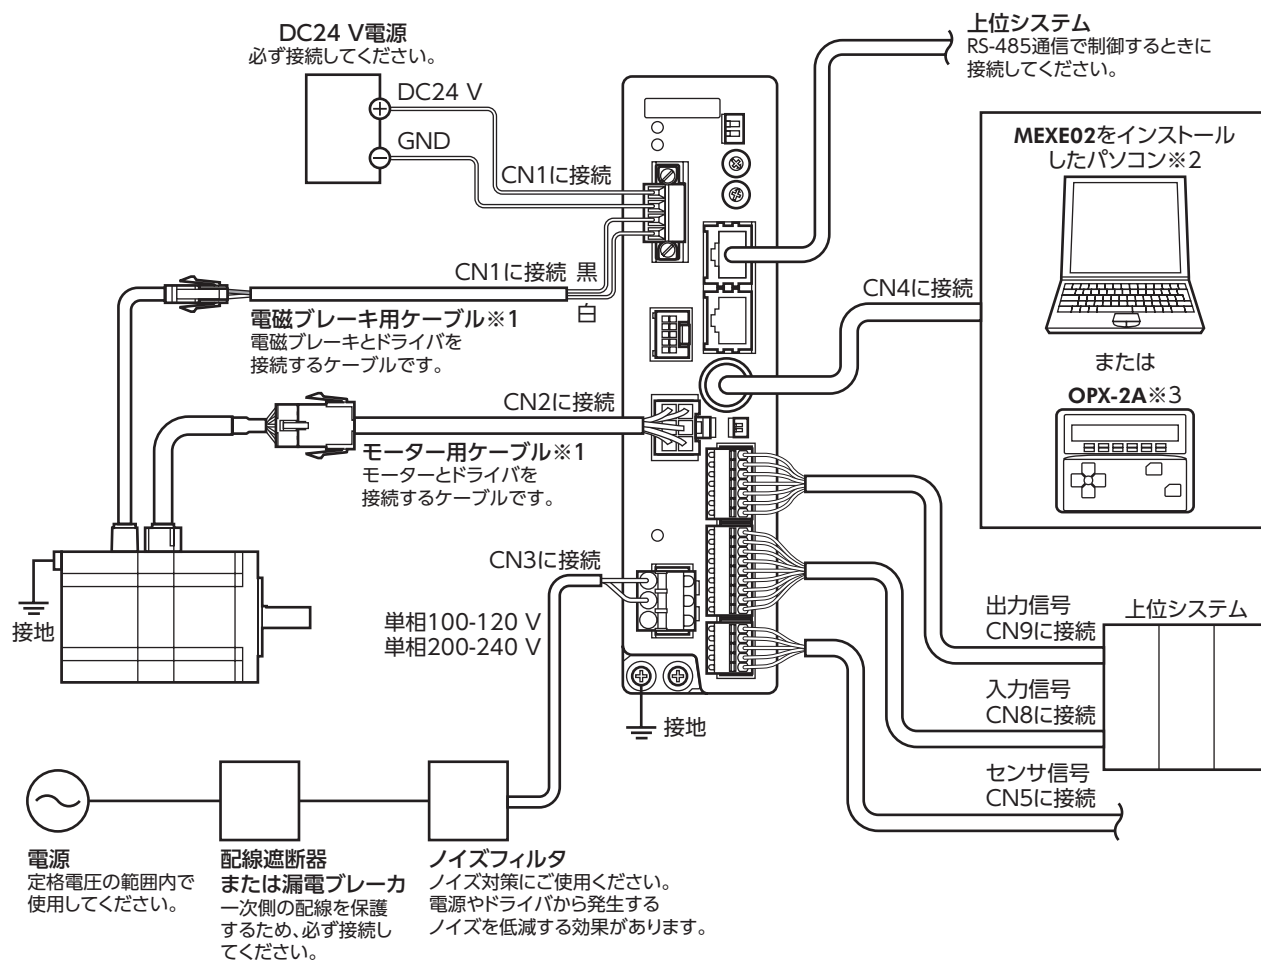 DC24 V電源
必ず接続してください。
DC24 V
GND
CN1に接続
上位システム
RS-485通信で制御するときに
接続してください。
MEXE02をインストール
したパソコン※2
または
OPX-2A※3
CN4に接続
CN1に接続 黒
白
電磁ブレーキ用ケーブル※1
電磁ブレーキとドライバを
接続するケーブルです。
CN2に接続
モーター用ケーブル※1
モーターとドライバを
接続するケーブルです。
接地
CN3に接続
単相100-120 V
単相200-240 V
接地
出力信号
CN9に接続
上位システム
入力信号
CN8に接続
センサ信号
CN5に接続
電源
定格電圧の範囲内で
使用してください。
配線遮断器
または漏電ブレーカ
一次側の配線を保護
するため、必ず接続し
てください。
ノイズフィルタ
ノイズ対策にご使用ください。
電源やドライバから発生する
ノイズを低減する効果があります。